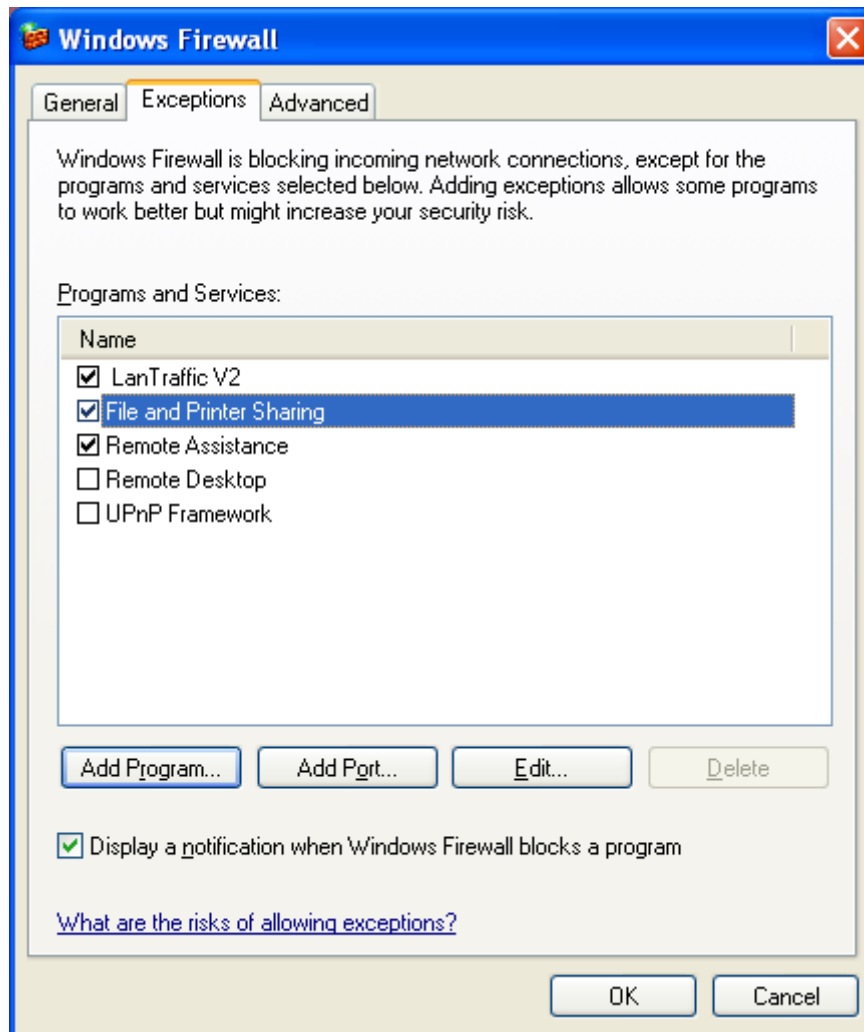 Windows Firewall
General Exceptions Advanced
Windows Firewall is blocking incoming network connections, except for the
programs and services selected below. Adding exceptions allows some programs
to work better but might increase your security risk.
Programs and Services:
Name
LanTraffic V2
File and Printer Sharing
Remote Assistance
Remote Desktop
UPnP Framework
Add Program... Add Port... Edit... Delete
Display a notification when Windows Firewall blocks a program
What are the risks of allowing exceptions?
OK Cancel